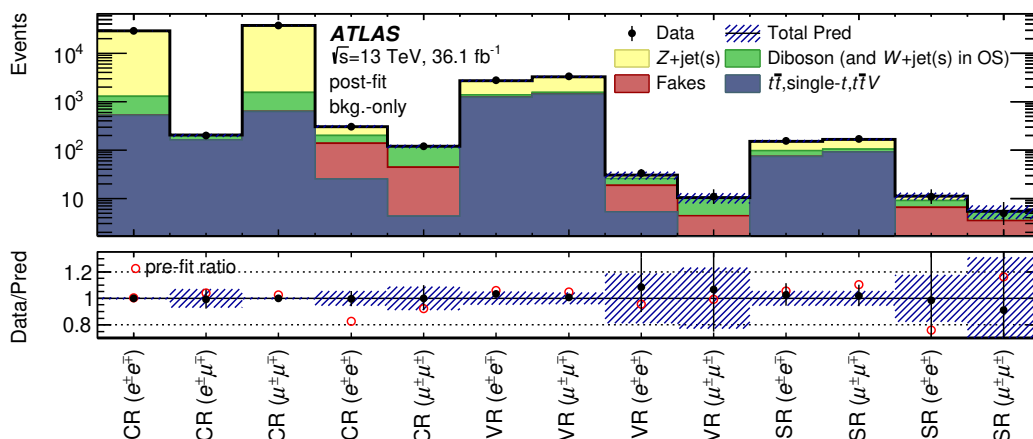 Events
10⁴
10³
10²
10
ATLAS
√s=13 TeV, 36.1 fb⁻¹
post-fit
bkg.-only
Data
Total Pred
Z+jet(s)
Diboson (and W+jet(s) in OS)
Fakes
tt̅,single-t,tt̅V
Data/Pred
1.2
1
0.8
pre-fit ratio
CR (e±e∓)
CR (e±μ∓)
CR (μ±μ∓)
CR (e±e±)
CR (μ±μ±)
VR (e±e∓)
VR (μ±μ∓)
VR (e±e±)
VR (μ±μ±)
SR (e±e∓)
SR (μ±μ∓)
SR (e±e±)
SR (μ±μ±)